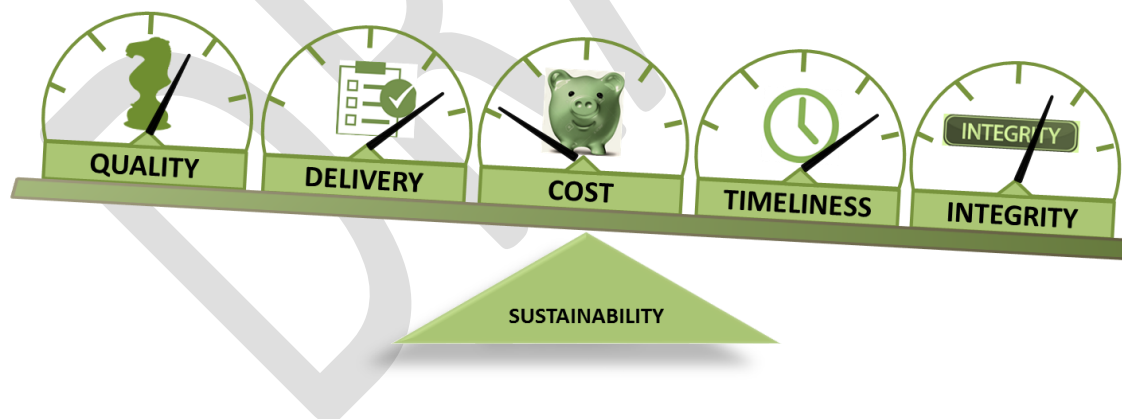 INTEGRITY
QUALITY
DELIVERY
COST
TIMELINESS
INTEGRITY
SUSTAINABILITY